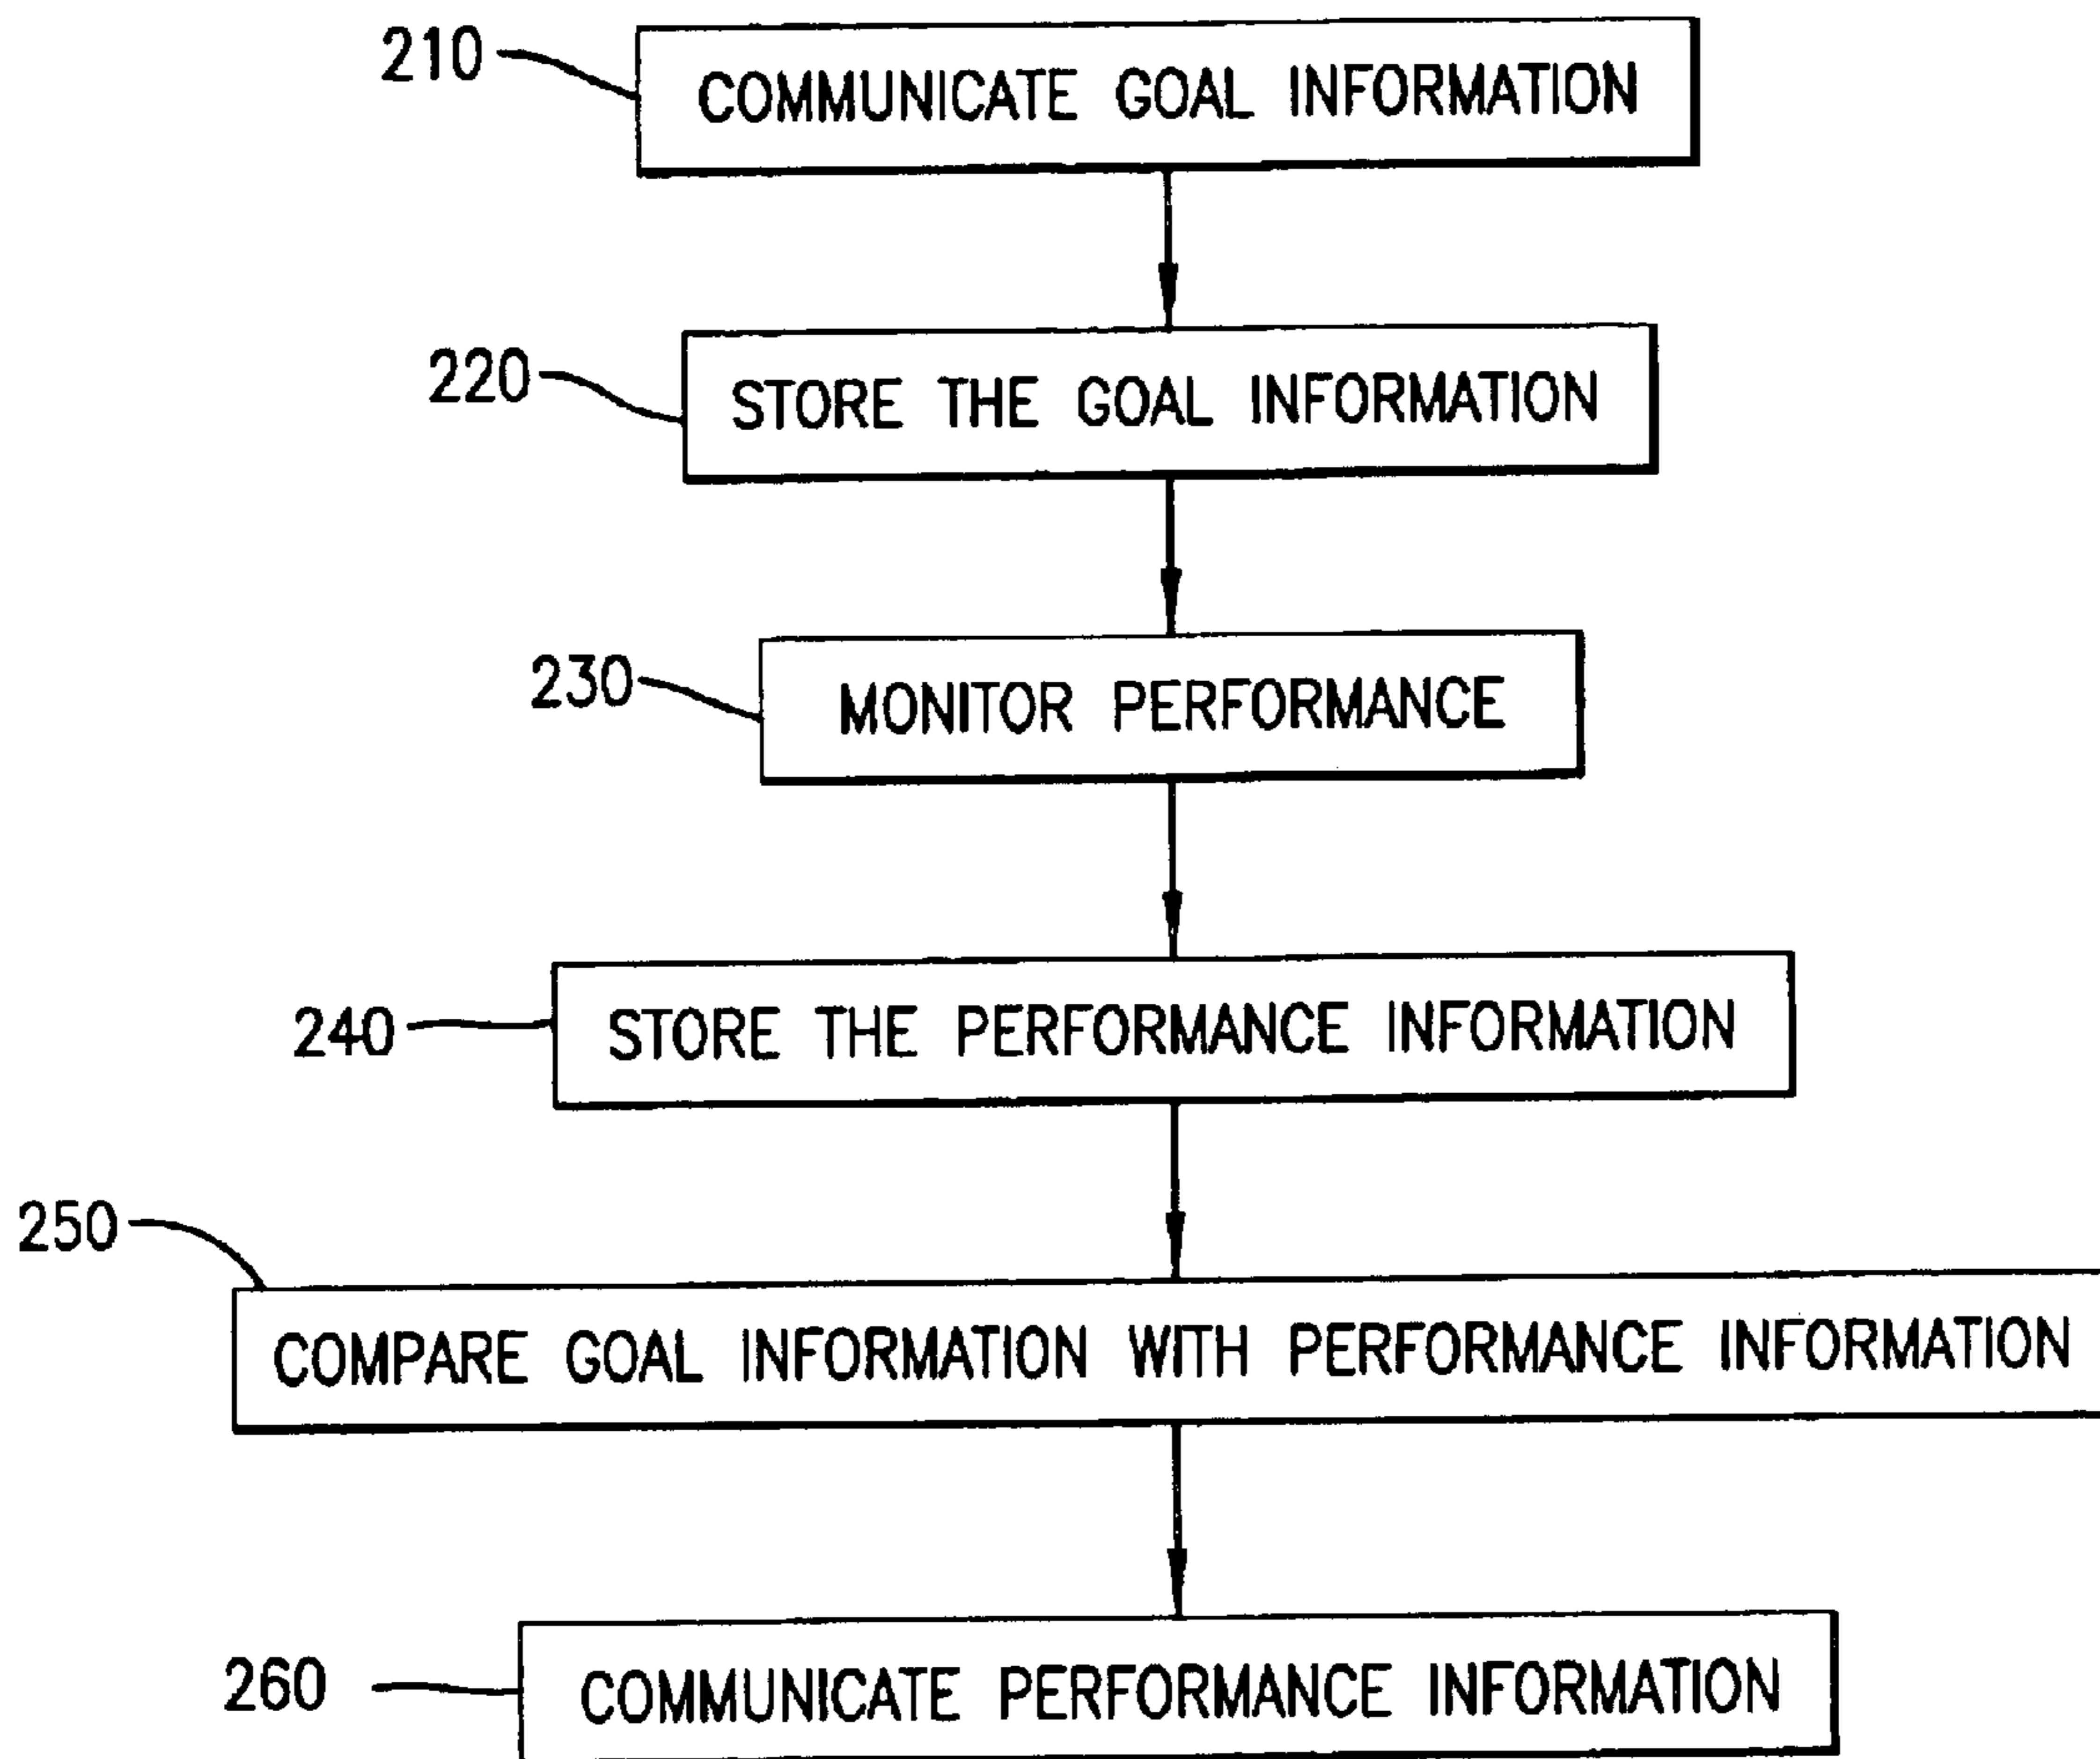 210 COMMUNICATE GOAL INFORMATION
220 STORE THE GOAL INFORMATION
230 MONITOR PERFORMANCE
240 STORE THE PERFORMANCE INFORMATION
250
COMPARE GOAL INFORMATION WITH PERFORMANCE INFORMATION
260 COMMUNICATE PERFORMANCE INFORMATION